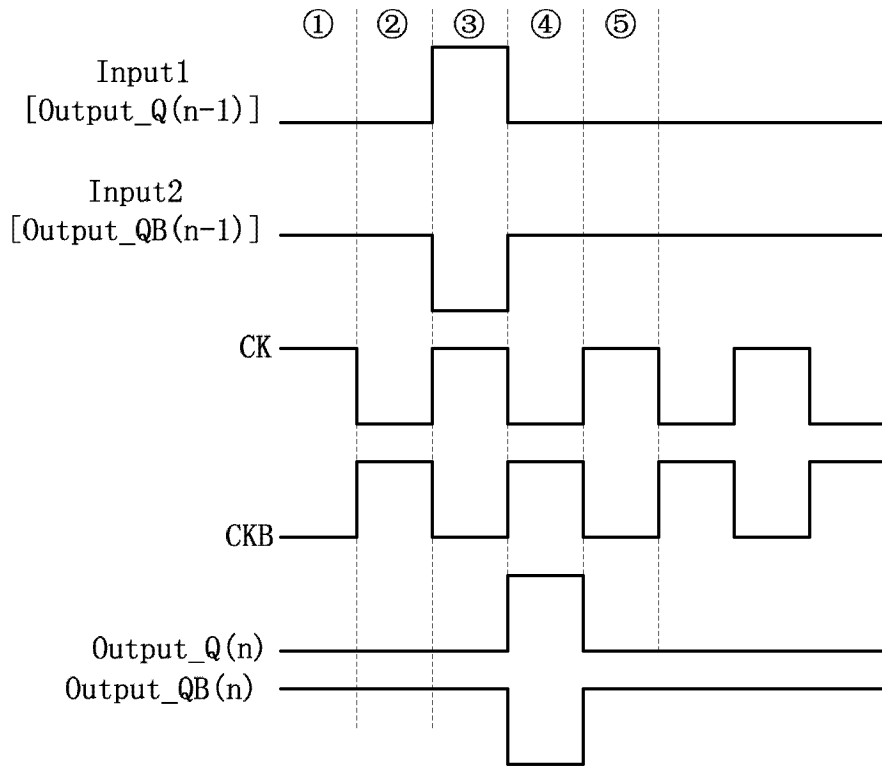 ① ② ③ ④ ⑤
Input1
[Output_Q(n-1)]
Input2
[Output_QB(n-1)]
CK
CKB
Output_Q(n)
Output_QB(n)